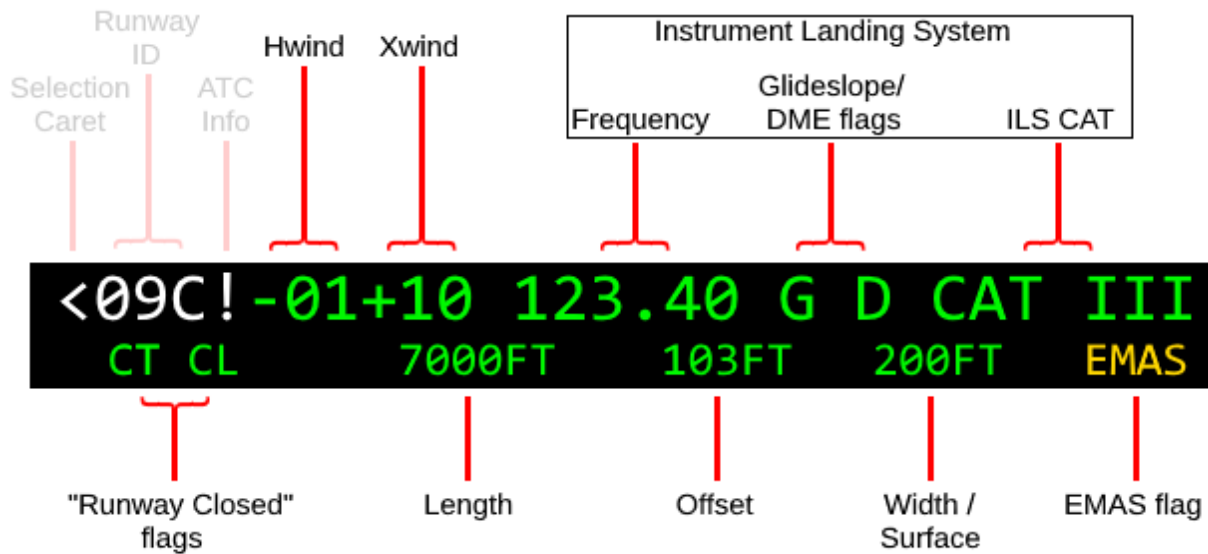 Runway
ID
Selection
Caret
ATC
Info
Hwind
Xwind
Instrument Landing System
Frequency
Glideslope/
DME flags
ILS CAT
<09C!-01+10 123.40 G D CAT III
CT CL 7000FT 103FT 200FT EMAS
"Runway Closed"
flags
Length
Offset
Width /
Surface
EMAS flag